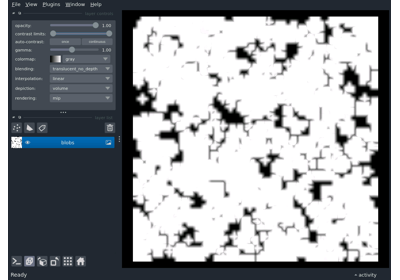 File View Plugins Window Help
opacity: 1.00
contrast limits:
auto-contrast: once continuous
gamma: 1.00
colormap: gray
blending: translucent_no_depth
interpolation: linear
depiction: volume
rendering: mip
blobs
Ready
activity